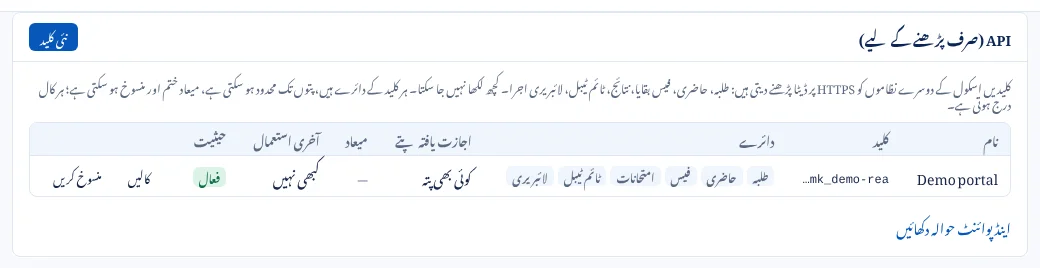 API (صرف پڑھنے کے لیے)
نئی کلید
کلیدیں اسکول کے دوسرے نظاموں کو HTTPS پر ڈیٹا پڑھنے دیتی ہیں: طلبہ، حاضری، فیس بقایا، نتائج، ٹائم ٹیبل، لائبریری اجرا۔ کچھ لکھا نہیں جا سکتا۔ ہر کلید کے دائرے ہیں، پتوں تک محدود ہو سکتی ہے، میعاد ختم اور منسوخ ہو سکتی ہے؛ ہر کال
درج ہوتی ہے۔
نام کلید دائرے اجازت یافتہ پتے میعاد آخری استعمال حیثیت
Demo portal mk_demo-rea… طلبہ حاضری فیس امتحانات ٹائم ٹیبل لائبریری کوئی بھی پتہ — کبھی نہیں فعال کالیں منسوخ کریں
اینڈپوائنٹ حوالہ دکھائیں